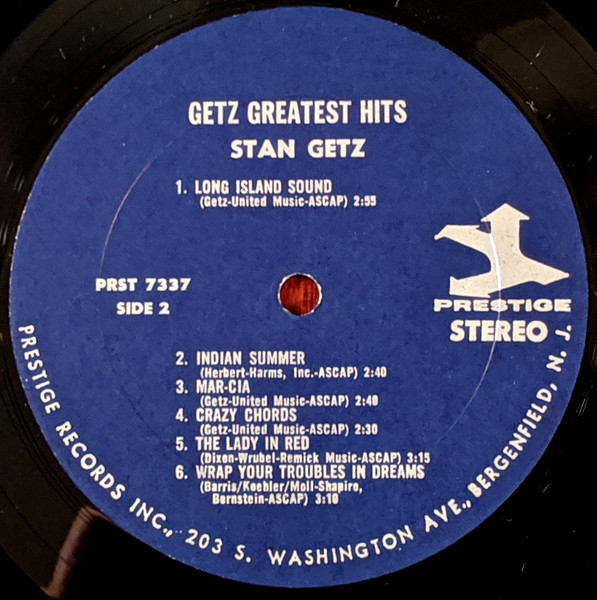 GETZ GREATEST HITS
STAN GETZ
1. LONG ISLAND SOUND
(Getz-United Music-ASCAP) 2:55
PRST 7337
SIDE 2
PRESTIGE
STEREO
2. INDIAN SUMMER
(Herbert-Harms, Inc.-ASCAP) 2:40
3. MAR-CIA
(Getz-United Music-ASCAP) 2:40
4. CRAZY CHORDS
(Getz-United Music-ASCAP) 2:30
5. THE LADY IN RED
(Dixon-Wrubel-Remick Music-ASCAP) 3:15
6. WRAP YOUR TROUBLES IN DREAMS
(Barris/Koehler/Moll-Shapiro,
Bernstein-ASCAP) 3:10
PRESTIGE RECORDS INC., 203 S. WASHINGTON AVE., BERGENFIELD, N. J.